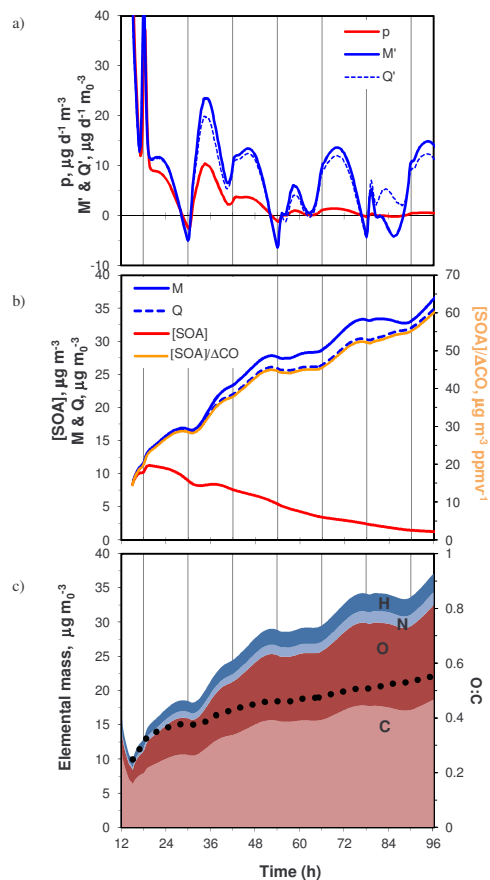 a)
p, µg d-1 m-3
M' & Q', µg d-1 m0-3
40
30
20
10
0
-10
p
M'
Q'
b)
[SOA], µg m-3
M & Q, µg m0-3
40
35
30
25
20
15
10
5
0
M
Q
[SOA]
[SOA]/ΔCO
70
60
50
40
30
20
10
0
[SOA]/ΔCO, µg m-3 ppmv-1
c)
Elemental mass, µg m0-3
40
35
30
25
20
15
10
5
0
H
N
O
C
1
0.8
0.6
0.4
0.2
0
O:C
12 24 36 48 60 72 84 96
Time (h)